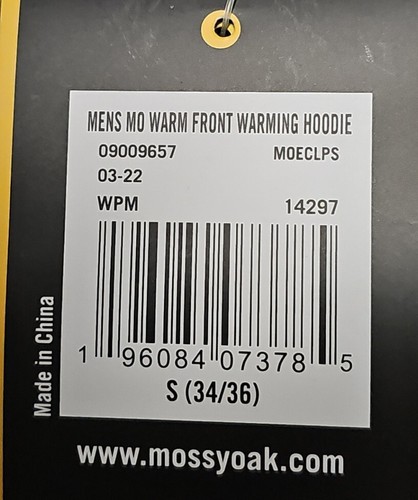 MENS MO WARM FRONT WARMING HOODIE
09009657 MOECLPS
03-22
WPM 14297
1 96084 07378 5
S (34/36)
Made in China
www.mossyoak.com